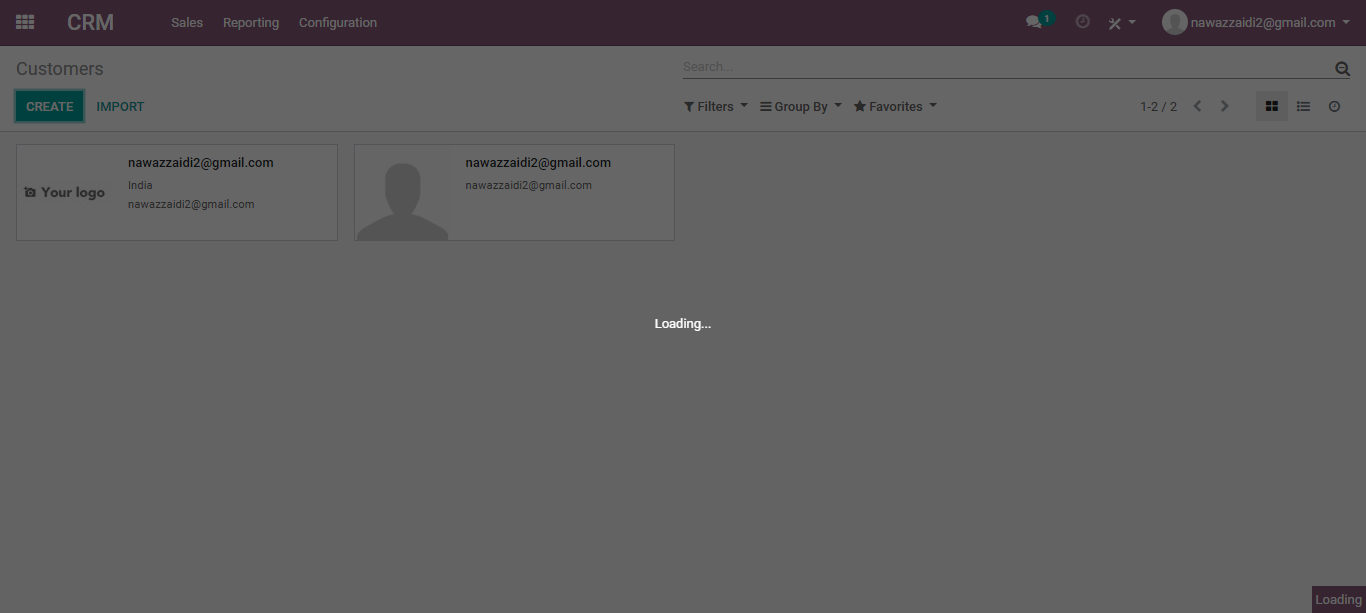 CRM Sales Reporting Configuration 1 nawazzaidi2@gmail.com
Customers Search...
CREATE IMPORT Filters Group By Favorites 1-2 / 2
nawazzaidi2@gmail.com
India
nawazzaidi2@gmail.com
Your logo
nawazzaidi2@gmail.com
nawazzaidi2@gmail.com
Loading...
Loading